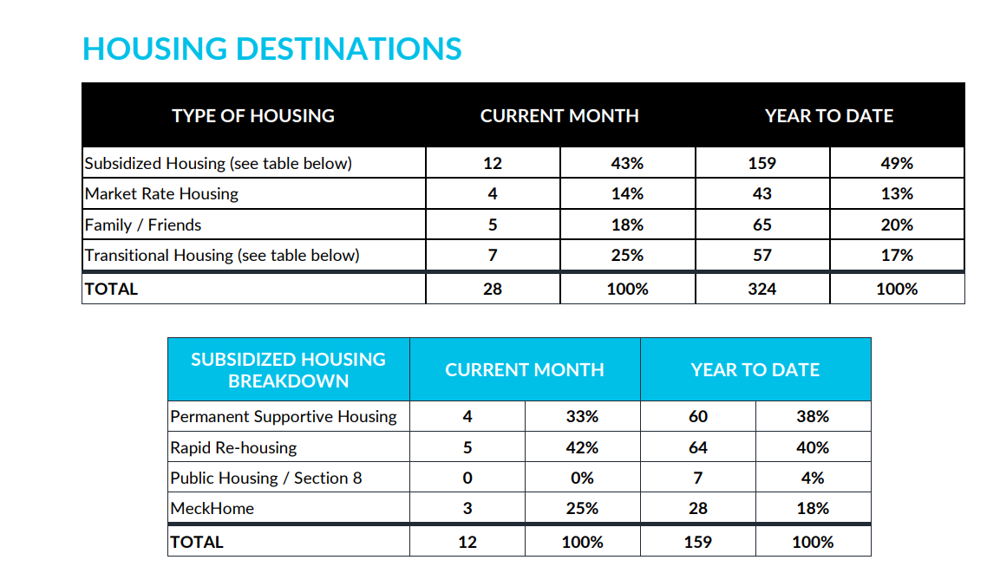 HOUSING DESTINATIONS
TYPE OF HOUSING CURRENT MONTH YEAR TO DATE
Subsidized Housing (see table below) 12 43% 159 49%
Market Rate Housing 4 14% 43 13%
Family / Friends 5 18% 65 20%
Transitional Housing (see table below) 7 25% 57 17%
TOTAL 28 100% 324 100%
SUBSIDIZED HOUSING
BREAKDOWN
CURRENT MONTH YEAR TO DATE
Permanent Supportive Housing 4 33% 60 38%
Rapid Re-housing 5 42% 64 40%
Public Housing / Section 8 0 0% 7 4%
MeckHome 3 25% 28 18%
TOTAL 12 100% 159 100%